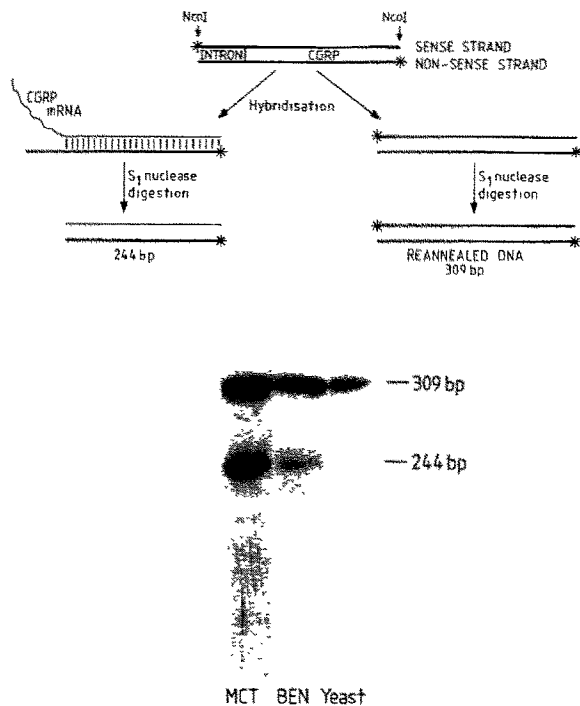 NcoI NcoI
SENSE STRAND
INTRON CGRP
NON-SENSE STRAND
CGRP
mRNA
Hybridisation
S1 nuclease
digestion
S1 nuclease
digestion
244 bp
REANNEALED DNA
309 bp
309 bp
244 bp
MCT BEN Yeast